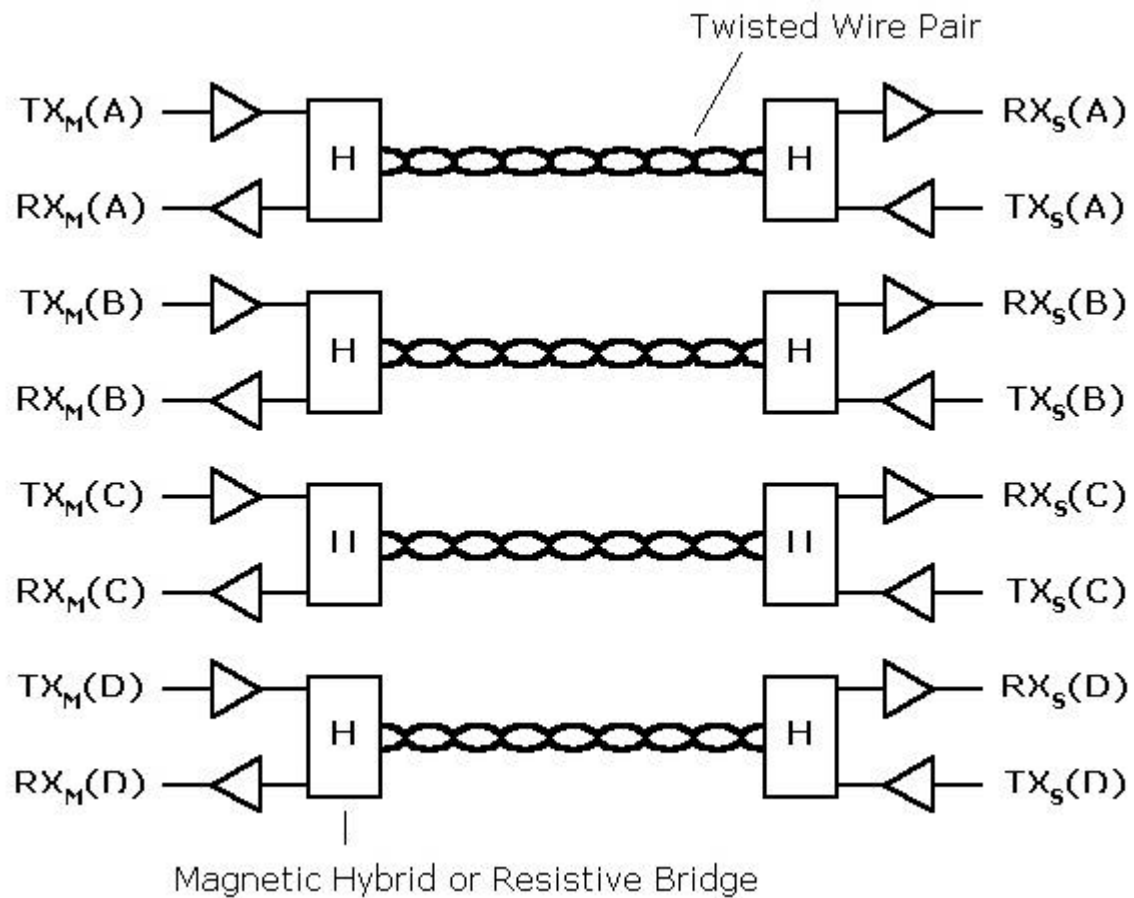 Twisted Wire Pair
TXM(A) H H RXS(A)
RXM(A) TXS(A)
TXM(B) H H RXS(B)
RXM(B) TXS(B)
TXM(C) H H RXS(C)
RXM(C) TXS(C)
TXM(D) H H RXS(D)
RXM(D) TXS(D)
Magnetic Hybrid or Resistive Bridge